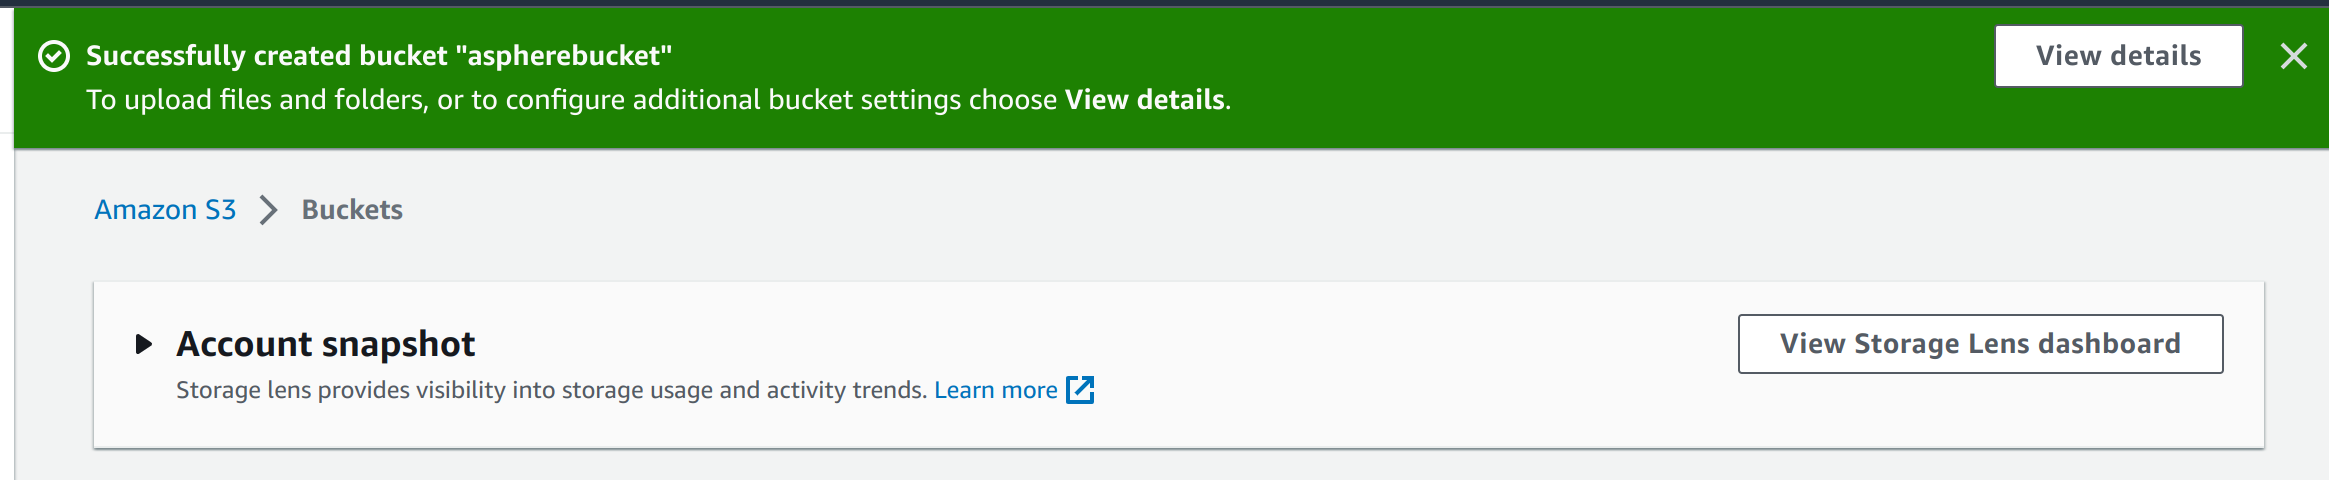 Successfully created bucket "aspherebucket"
View details
To upload files and folders, or to configure additional bucket settings choose View details.
Amazon S3 > Buckets
Account snapshot
View Storage Lens dashboard
Storage lens provides visibility into storage usage and activity trends. Learn more